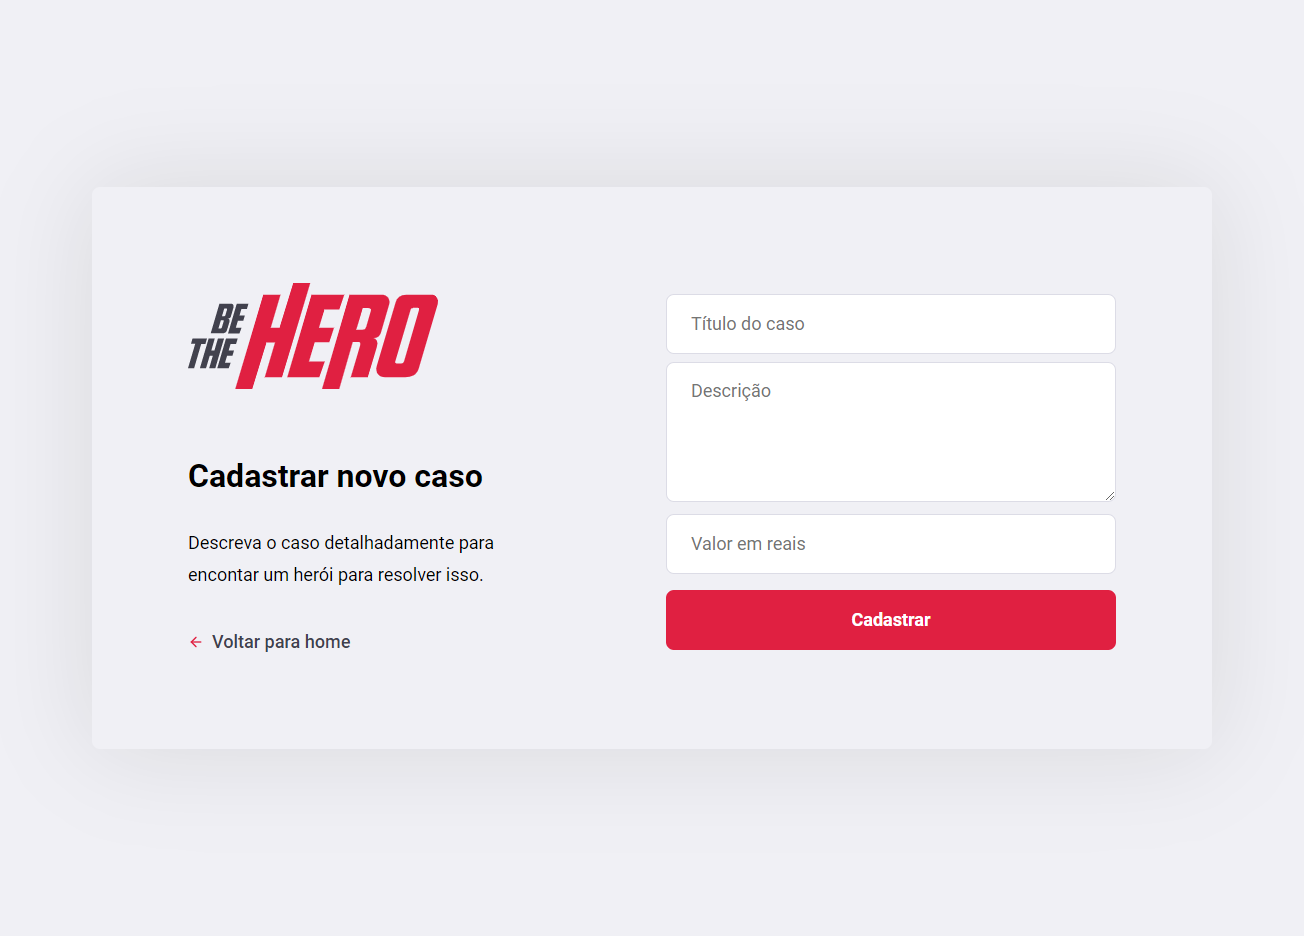 BE
THE
HERO
Cadastrar novo caso
Descreva o caso detalhadamente para
encontar um herói para resolver isso.
Voltar para home
Título do caso
Descrição
Valor em reais
Cadastrar